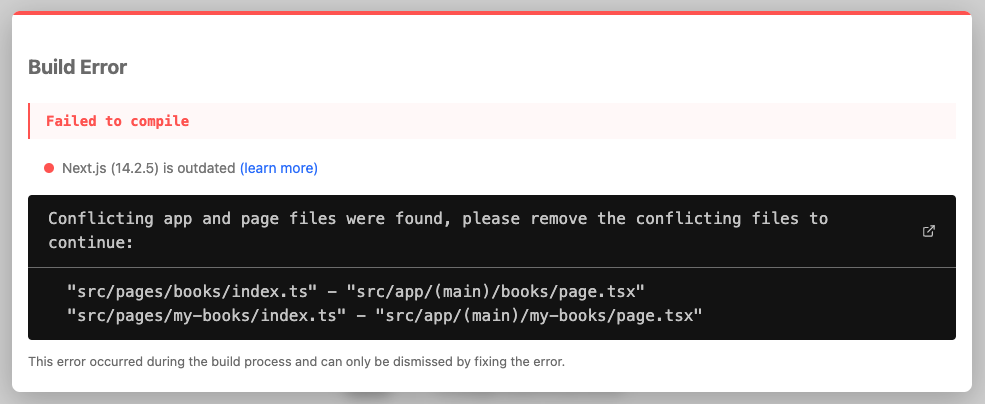 Build Error
Failed to compile
Next.js (14.2.5) is outdated (learn more)
Conflicting app and page files were found, please remove the conflicting files to
continue:
"src/pages/books/index.ts" - "src/app/(main)/books/page.tsx"
"src/pages/my-books/index.ts" - "src/app/(main)/my-books/page.tsx"
This error occurred during the build process and can only be dismissed by fixing the error.